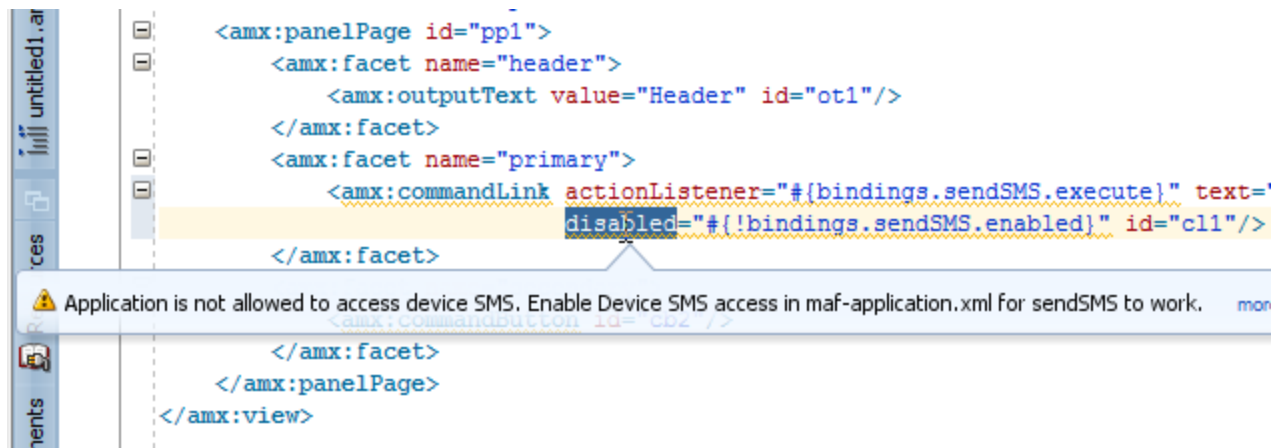 <amx:panelPage id="pp1">
<amx:facet name="header">
<amx:outputText value="Header" id="ot1"/>
</amx:facet>
<amx:facet name="primary">
<amx:commandLink actionListener="#{bindings.sendSMS.execute}" text="
disabled="#{!bindings.sendSMS.enabled}" id="cl1"/>
</amx:facet>
Application is not allowed to access device SMS. Enable Device SMS access in maf-application.xml for sendSMS to work.
<amx:commandButton id="cb2"/>
</amx:facet>
</amx:panelPage>
</amx:view>
untitled1.a